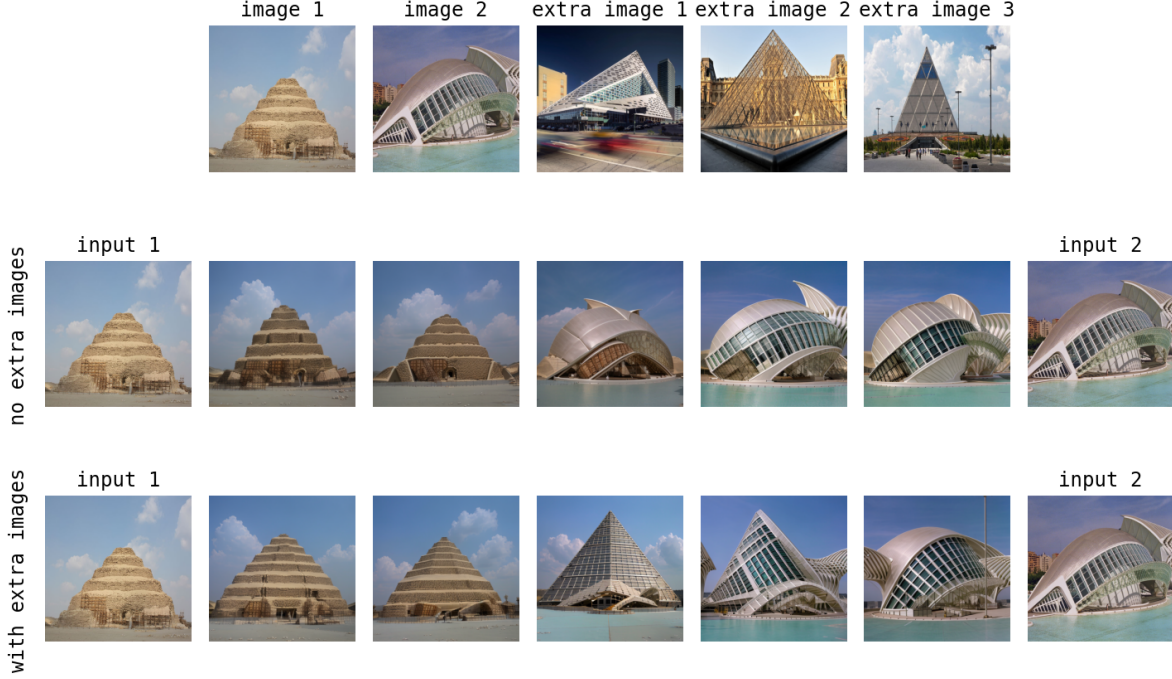 image 1
image 2
extra image 1
extra image 2
extra image 3
no extra images
input 1
input 2
with extra images
input 1
input 2